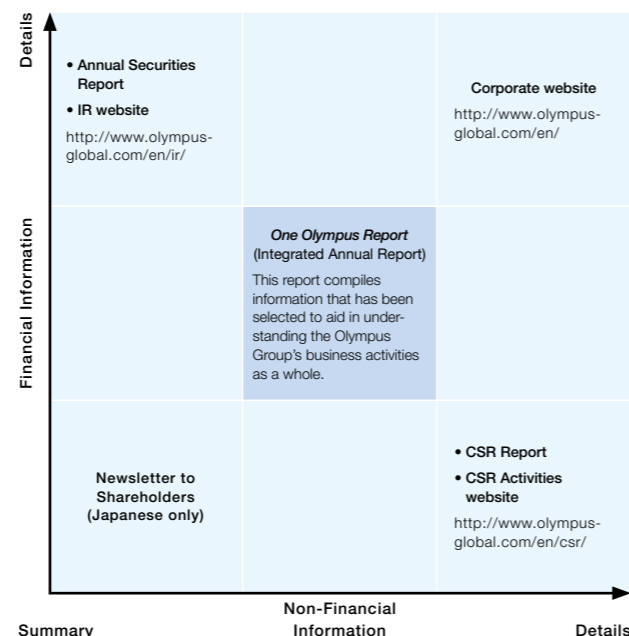 Details
• Annual Securities
Report
• IR website
http://www.olympus-
global.com/en/ir/
Corporate website
http://www.olympus-
global.com/en/
Financial Information
One Olympus Report
(Integrated Annual Report)
This report compiles
information that has been
selected to aid in under-
standing the Olympus
Group’s business activities
as a whole.
Newsletter to
Shareholders
(Japanese only)
• CSR Report
• CSR Activities
website
http://www.olympus-
global.com/en/csr/
Summary
Non-Financial
Information
Details